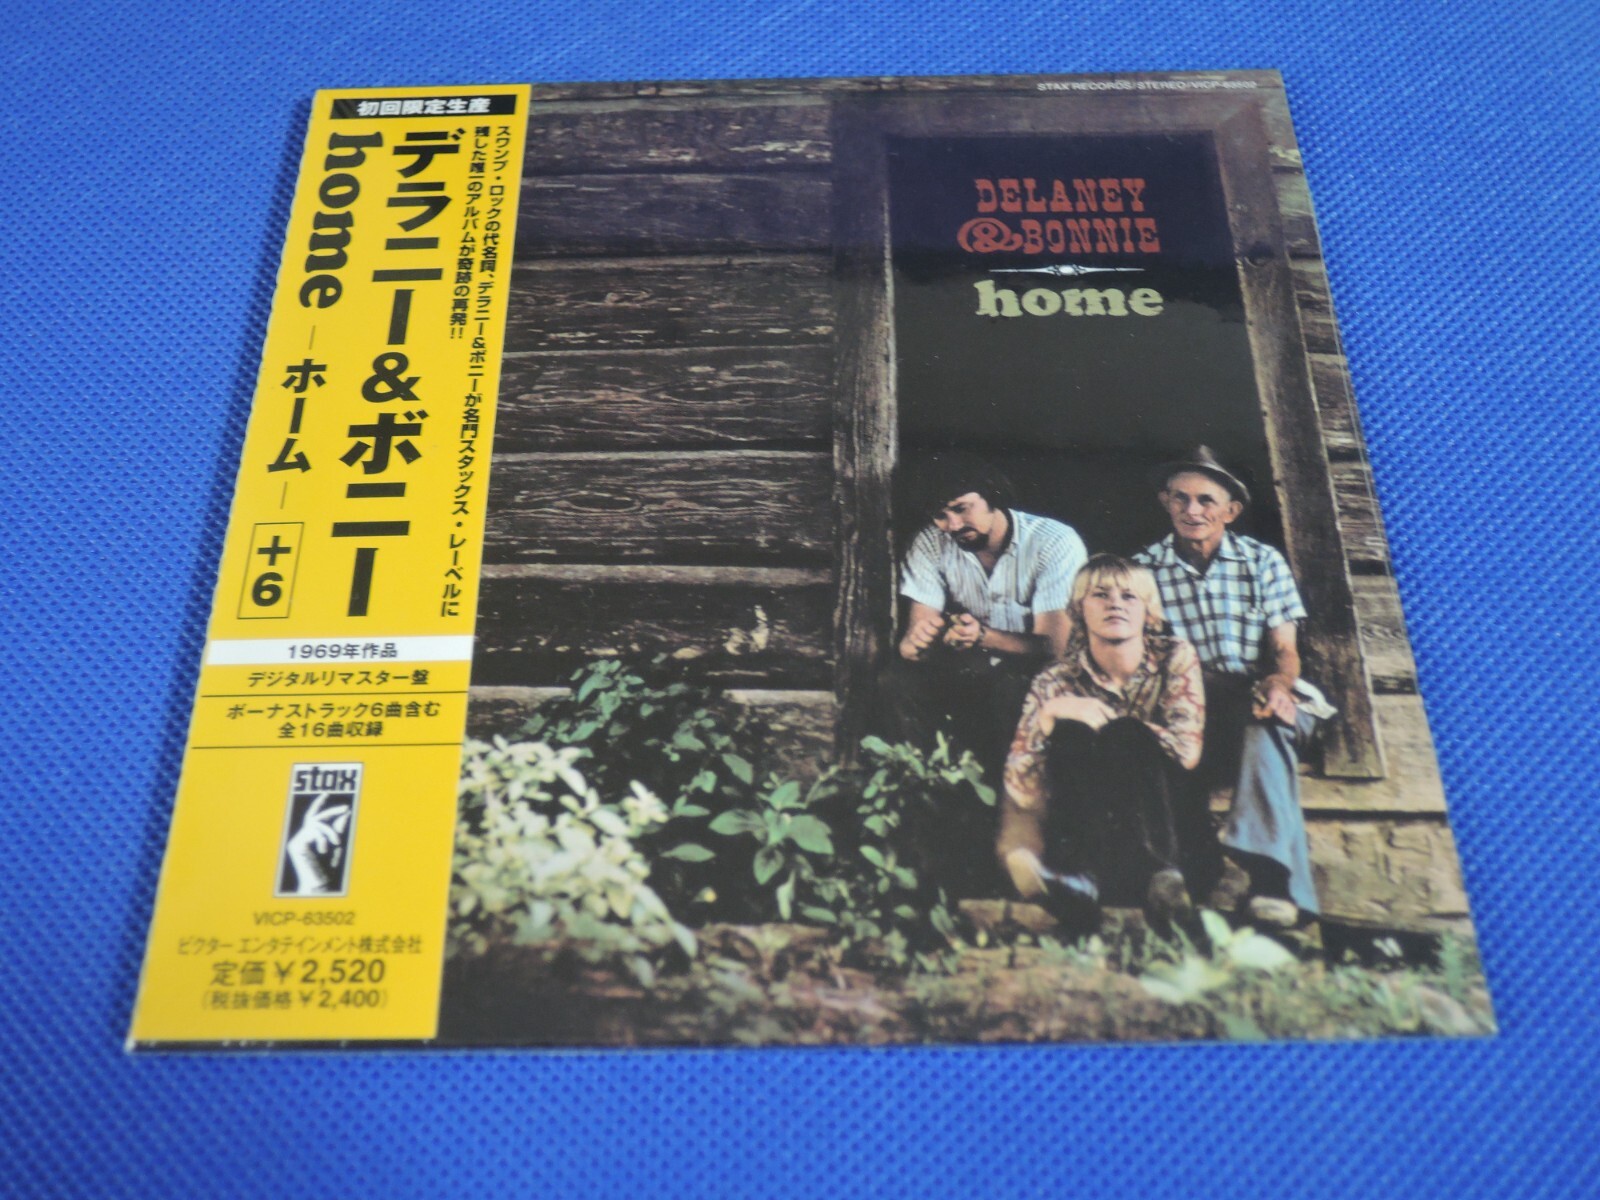 初回限定生産
スワンプ・ロックの代名詞、デラニー&ボニーが名門スタックス・レーベルに
残した唯一のアルバムが奇跡の再発!!
デラニー&ボニー
home ―ホーム― +6
1969年作品
デジタルリマスター盤
ボーナストラック6曲含む
全16曲収録
stax
VICP-63502
ビクターエンタテインメント株式会社
定価¥2,520
(税抜価格¥2,400)
STAX RECORDS/STEREO/VICP-63502
DELANEY
&BONNIE
home